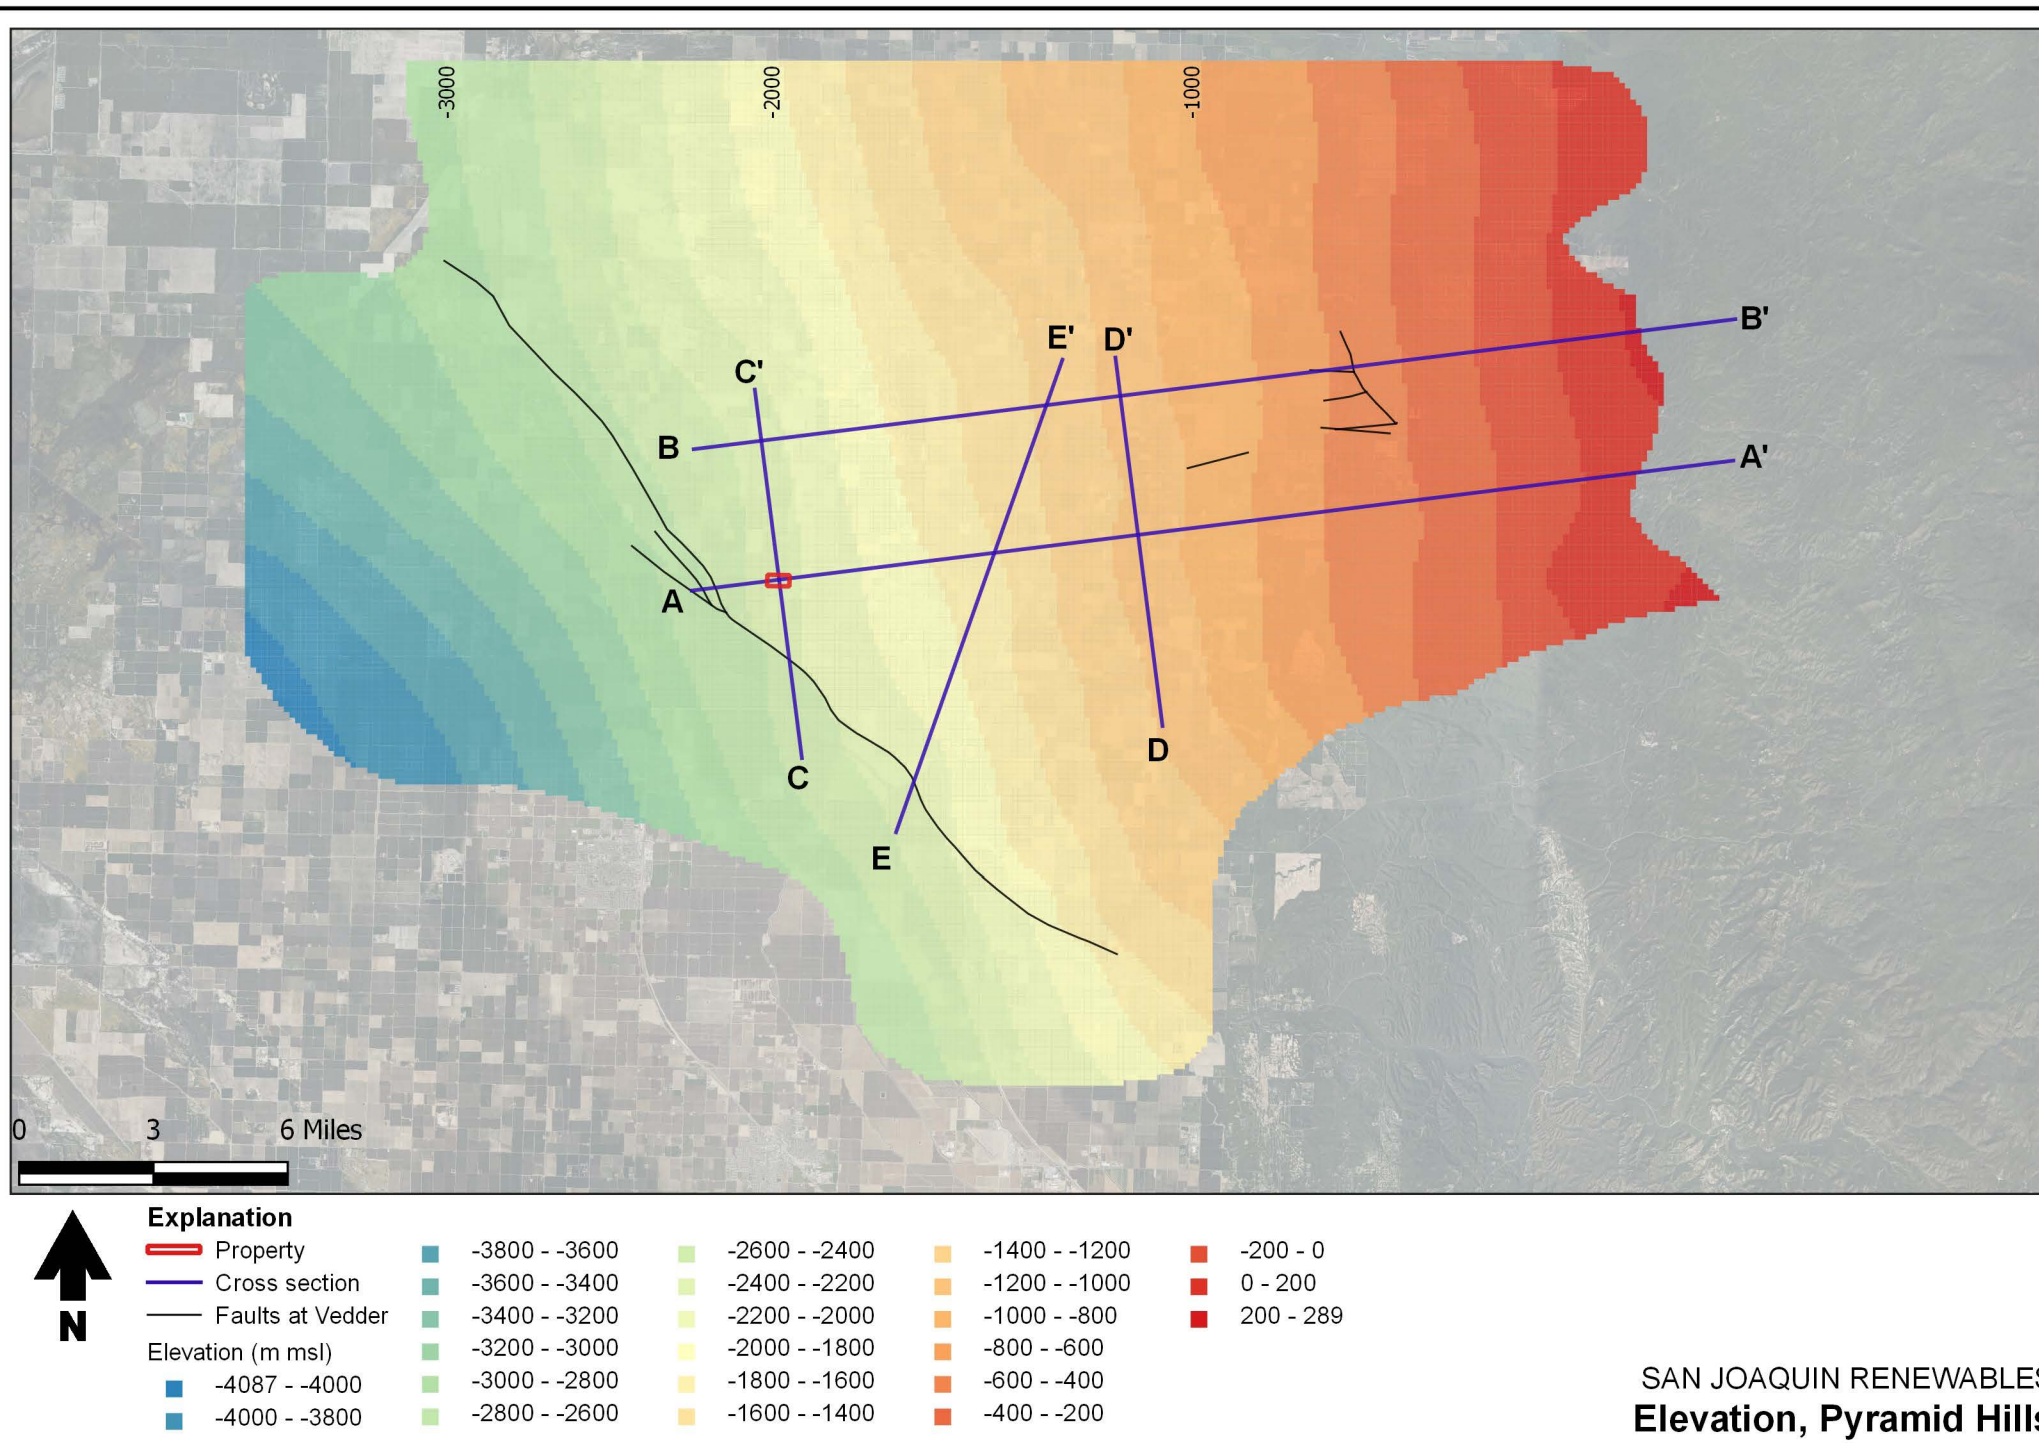 -3000
-2000
-1000
B'
E'
D'
C'
B
A'
A
D
C
E
0 3 6 Miles
N
Explanation
Property
Cross section
Faults at Vedder
Elevation (m msl)
-4087 - -4000
-4000 - -3800
-3800 - -3600
-3600 - -3400
-3400 - -3200
-3200 - -3000
-3000 - -2800
-2800 - -2600
-2600 - -2400
-2400 - -2200
-2200 - -2000
-2000 - -1800
-1800 - -1600
-1600 - -1400
-1400 - -1200
-1200 - -1000
-1000 - -800
-800 - -600
-600 - -400
-400 - -200
-200 - 0
0 - 200
200 - 289
SAN JOAQUIN RENEWABLES
Elevation, Pyramid Hills